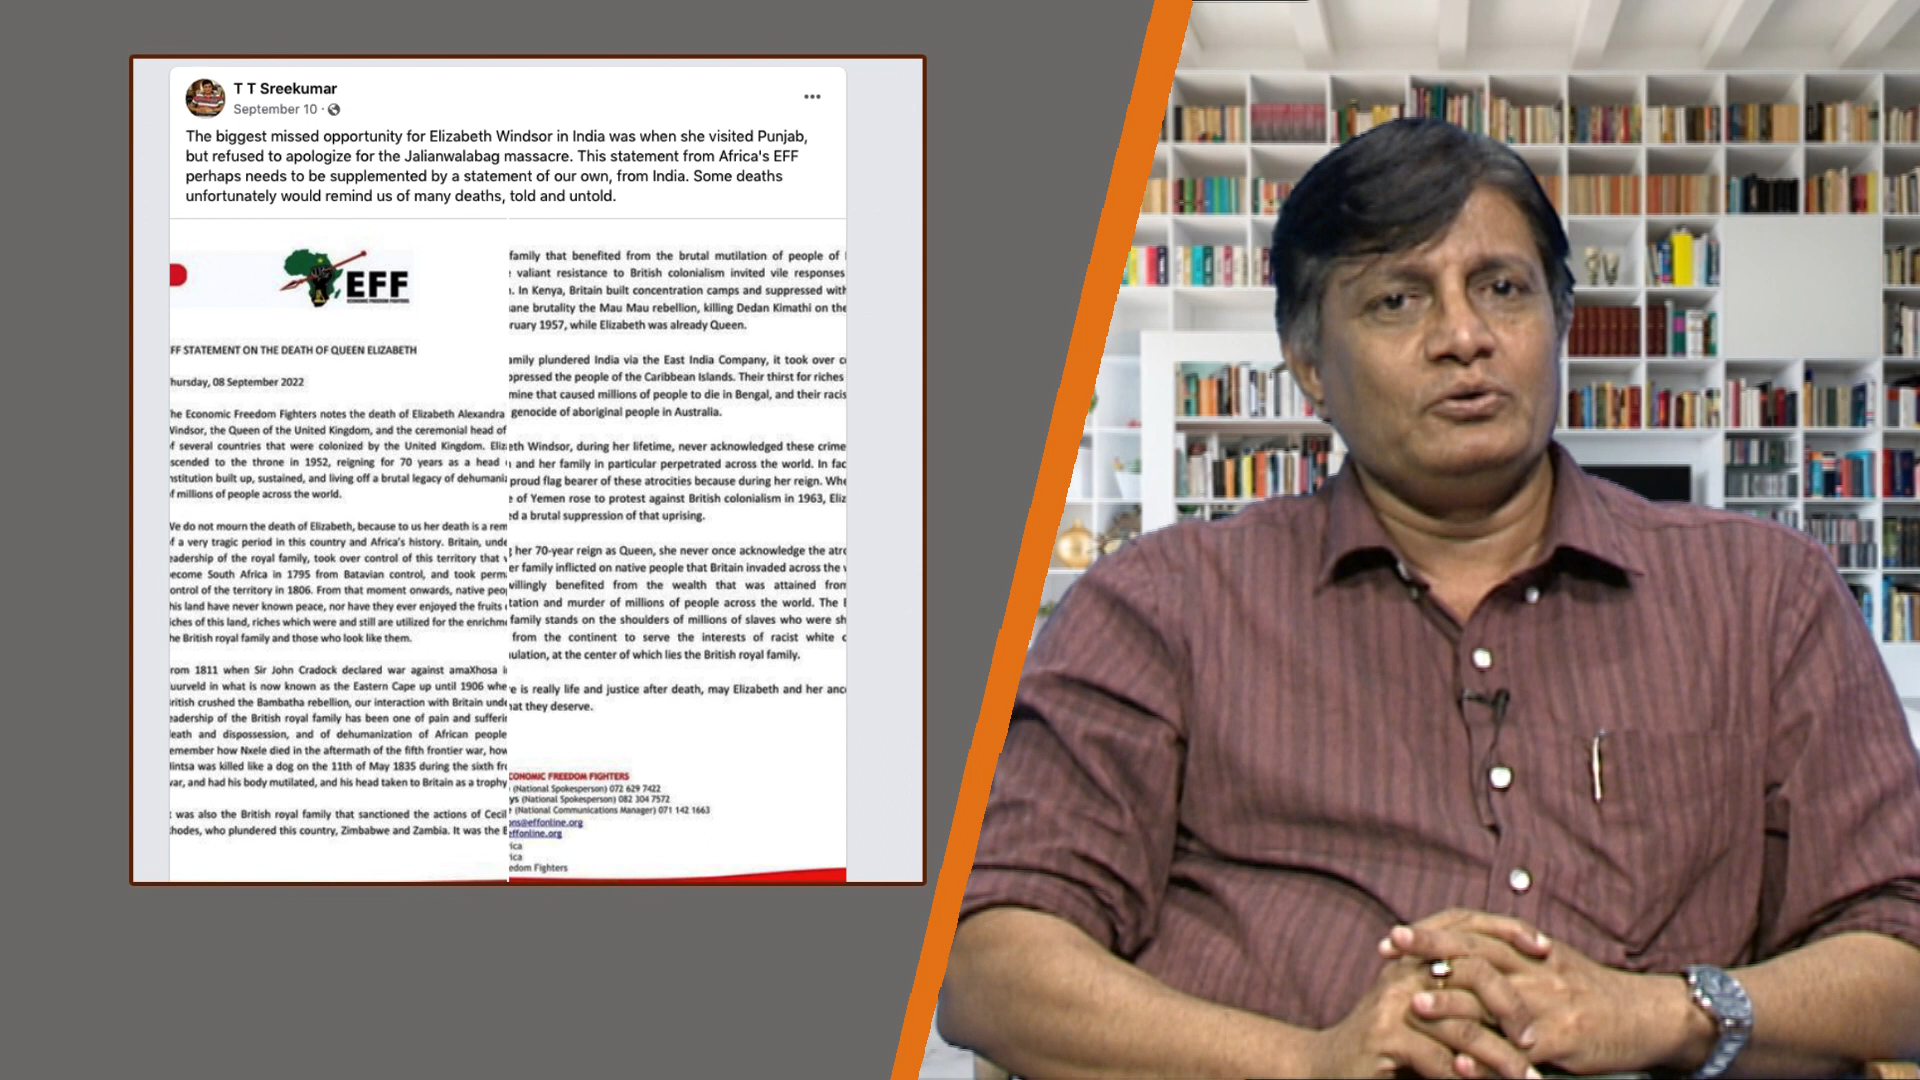 T T Sreekumar
September 10 ·
The biggest missed opportunity for Elizabeth Windsor in India was when she visited Punjab,
but refused to apologize for the Jalianwalabag massacre. This statement from Africa's EFF
perhaps needs to be supplemented by a statement of our own, from India. Some deaths
unfortunately would remind us of many deaths, told and untold.
EFF
ECONOMIC FREEDOM FIGHTERS
FF STATEMENT ON THE DEATH OF QUEEN ELIZABETH
hursday, 08 September 2022
he Economic Freedom Fighters notes the death of Elizabeth Alexandra
Windsor, the Queen of the United Kingdom, and the ceremonial head of
f several countries that were colonized by the United Kingdom. Eliz
scended to the throne in 1952, reigning for 70 years as a head
nstitution built up, sustained, and living off a brutal legacy of dehumani
f millions of people across the world.
We do not mourn the death of Elizabeth, because to us her death is a rem
f a very tragic period in this country and Africa's history. Britain, unde
eadership of the royal family, took over control of this territory that
ecome South Africa in 1795 from Batavian control, and took perm
ontrol of the territory in 1806. From that moment onwards, native peop
his land have never known peace, nor have they ever enjoyed the fruits
iches of this land, riches which were and still are utilized for the enrichm
he British royal family and those who look like them.
rom 1811 when Sir John Cradock declared war against amaXhosa i
uurveld in what is now known as the Eastern Cape up until 1906 whe
ritish crushed the Bambatha rebellion, our interaction with Britain unde
eadership of the British royal family has been one of pain and sufferin
eath and dispossession, and of dehumanization of African people
emember how Nxele died in the aftermath of the fifth frontier war, how
lintsa was killed like a dog on the 11th of May 1835 during the sixth fr
var, and had his body mutilated, and his head taken to Britain as a trophy
t was also the British royal family that sanctioned the actions of Cecil
hodes, who plundered this country, Zimbabwe and Zambia. It was the B
family that benefited from the brutal mutilation of people of
valiant resistance to British colonialism invited vile responses
. In Kenya, Britain built concentration camps and suppressed with
ane brutality the Mau Mau rebellion, killing Dedan Kimathi on the
ruary 1957, while Elizabeth was already Queen.
amily plundered India via the East India Company, it took over c
ppressed the people of the Caribbean Islands. Their thirst for riches
mine that caused millions of people to die in Bengal, and their racis
genocide of aboriginal people in Australia.
eth Windsor, during her lifetime, never acknowledged these crime
and her family in particular perpetrated across the world. In fac
proud flag bearer of these atrocities because during her reign. Whe
e of Yemen rose to protest against British colonialism in 1963, Eliz
ed a brutal suppression of that uprising.
her 70-year reign as Queen, she never once acknowledge the atro
er family inflicted on native people that Britain invaded across the
willingly benefited from the wealth that was attained from
tation and murder of millions of people across the world. The
family stands on the shoulders of millions of slaves who were sh
from the continent to serve the interests of racist white c
ulation, at the center of which lies the British royal family.
e is really life and justice after death, may Elizabeth and her anc
at they deserve.
CONOMIC FREEDOM FIGHTERS
(National Spokesperson) 072 629 7422
ys (National Spokesperson) 082 304 7572
(National Communications Manager) 071 142 1663
ons@effonline.org
effonline.org
ica
ica
edom Fighters